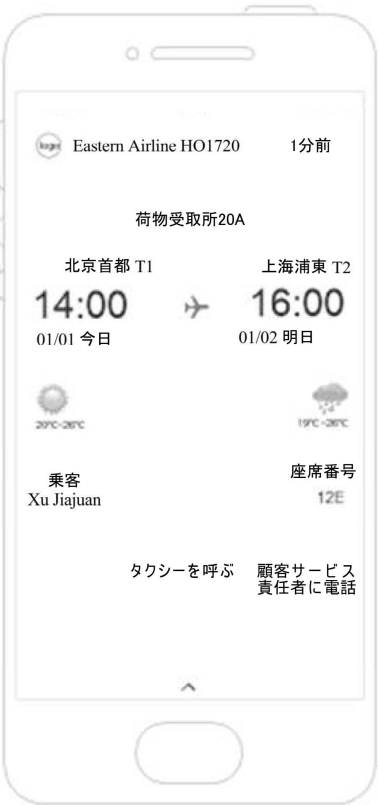 Eastern Airline HO1720 1分前
荷物受取所20A
北京首都 T1 上海浦東 T2
14:00 16:00
01/01 今日 01/02 明日
20℃-26℃ 19℃-26℃
乗客 座席番号
Xu Jiajuan 12E
タクシーを呼ぶ 顧客サービス
責任者に電話